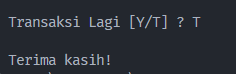 Transaksi Lagi [Y/T] ? T
Terima kasih!